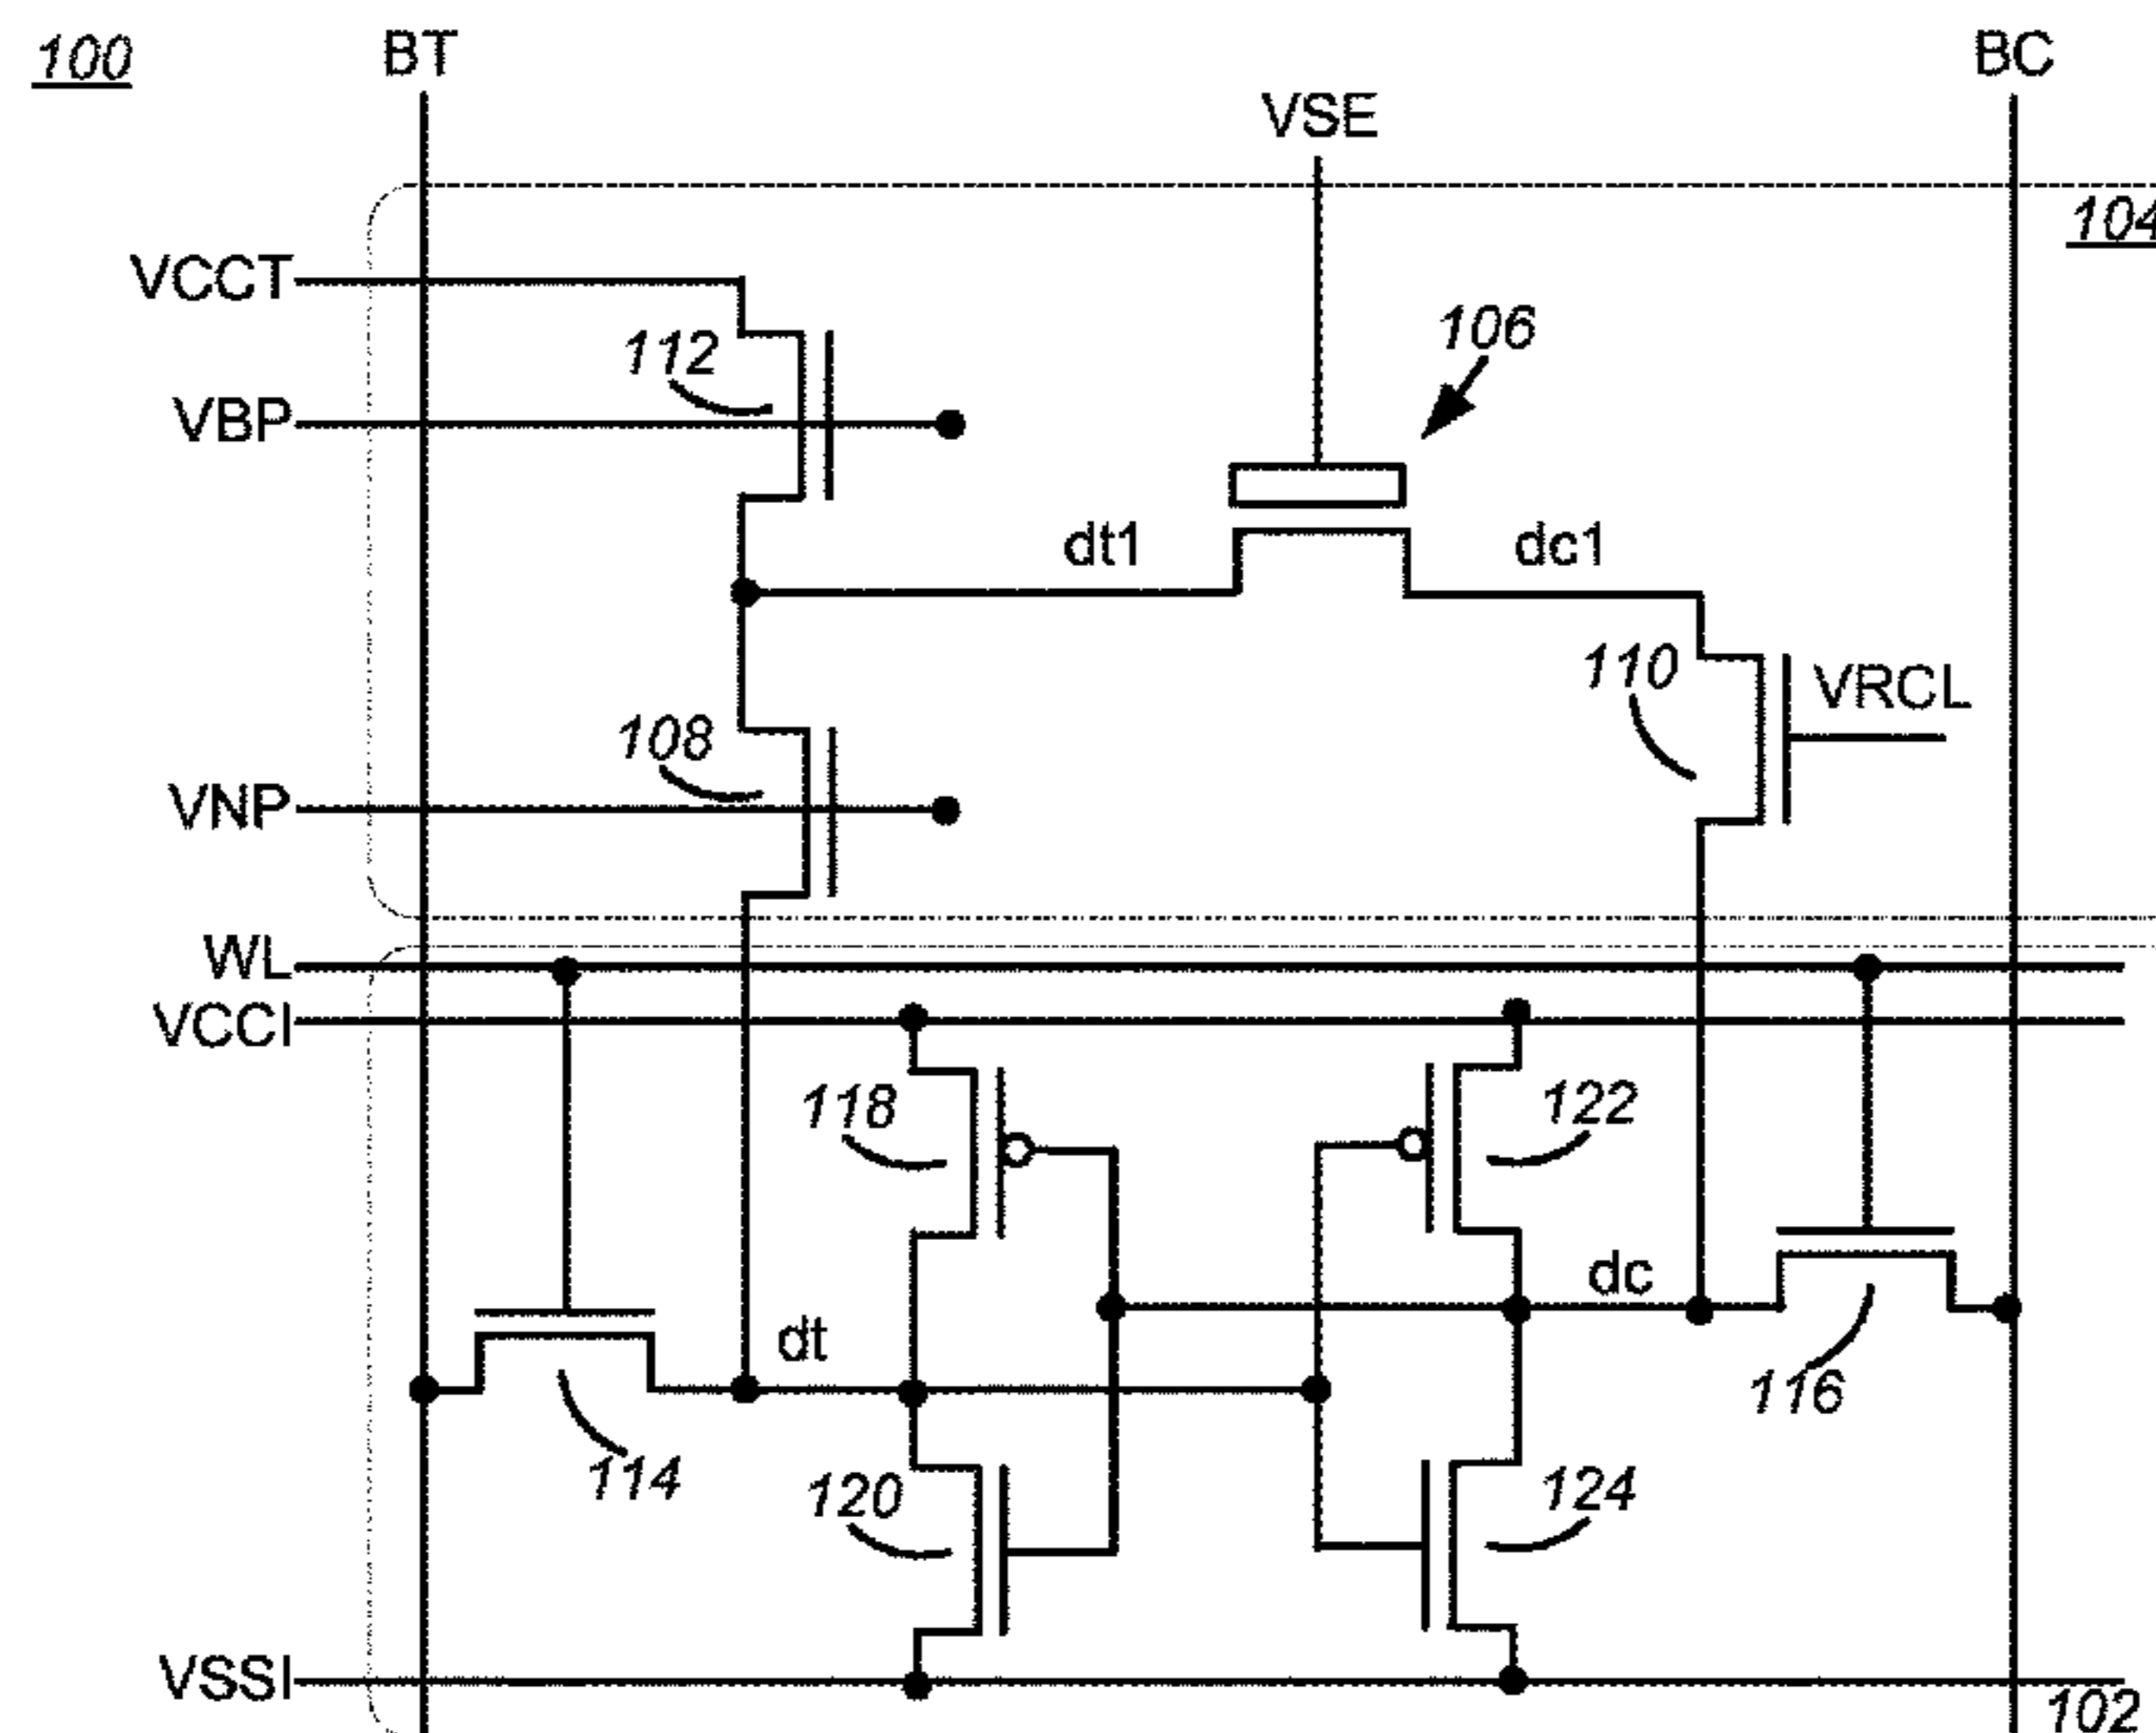 100
BT
BC
VSE
104
VCCT
112
106
VBP
dt1
dc1
110
VRCL
108
VNP
WL
VCCI
118
122
dc
dt
116
114
120
124
VSSI
102